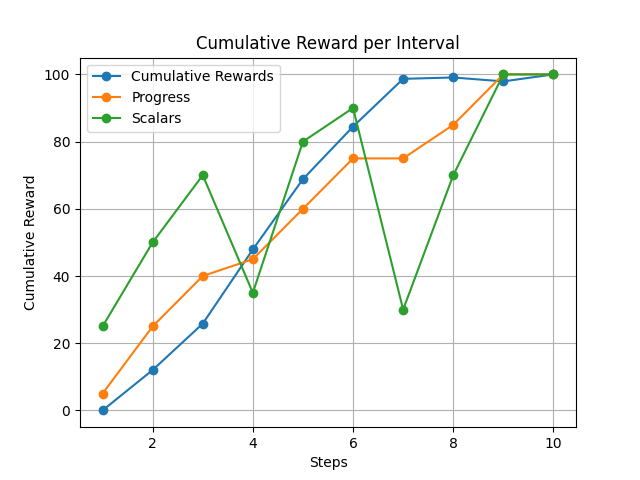 Cumulative Reward per Interval
Cumulative Rewards
Progress
Scalars
Cumulative Reward
100
80
60
40
20
0
2 4 6 8 10
Steps